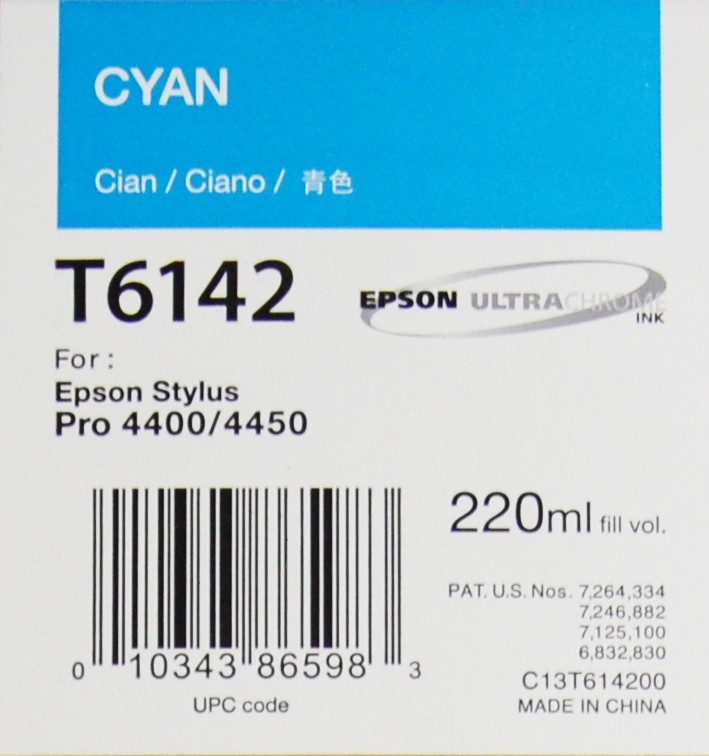 CYAN
Cian / Ciano / 青色
T6142
EPSON ULTRACHROME
INK
For :
Epson Stylus
Pro 4400/4450
220ml fill vol.
PAT. U.S. Nos. 7,264,334
7,246,882
7,125,100
6,832,830
C13T614200
MADE IN CHINA
0 10343 86598 3
UPC code